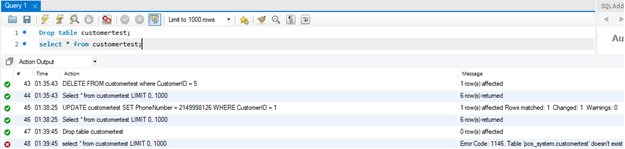 Query 1
SQLAdd
Limit to 1000 rows
Au
1 Drop table customertest;
2 select * from customertest;
Action Output
# Time Action Message
43 01:35:43 DELETE FROM customertest where CustomerID = 5 1 row(s) affected
44 01:35:43 Select * from customertest LIMIT 0, 1000 6 row(s) returned
45 01:38:25 UPDATE customertest SET PhoneNumber = 2149998126 WHERE CustomerID = 1 1 row(s) affected Rows matched: 1 Changed: 1 Warnings: 0
46 01:38:25 Select * from customertest LIMIT 0, 1000 6 row(s) returned
47 01:39:45 Drop table customertest 0 row(s) affected
48 01:39:45 select * from customertest LIMIT 0, 1000 Error Code: 1146. Table 'pos_system.customertest' doesn't exist